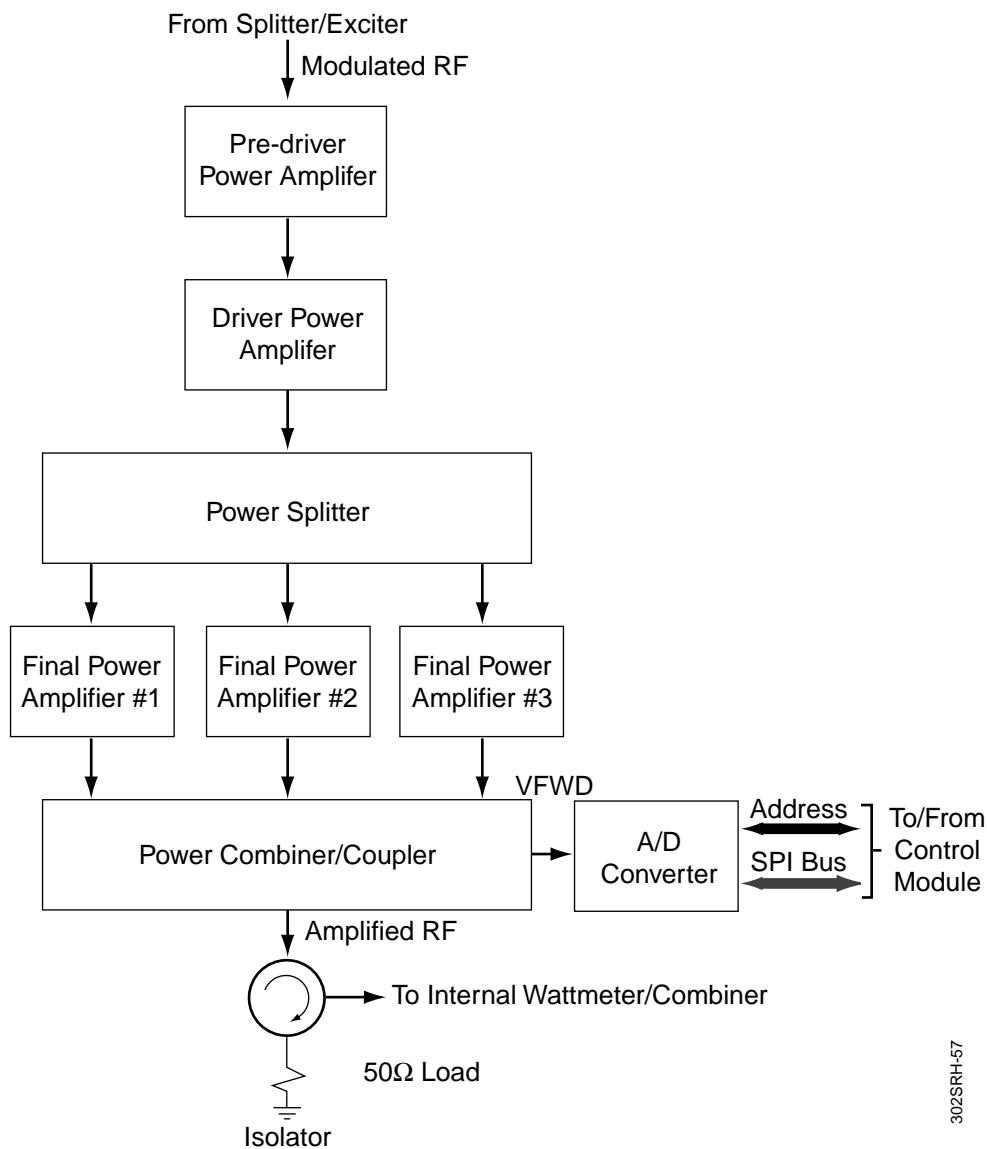 From Splitter/Exciter
Modulated RF
Pre-driver
Power Amplifer
Driver Power
Amplifer
Power Splitter
Final Power
Amplifier #1
Final Power
Amplifier #2
Final Power
Amplifier #3
VFWD
Power Combiner/Coupler
A/D
Converter
Address
SPI Bus
To/From
Control
Module
Amplified RF
To Internal Wattmeter/Combiner
50Ω Load
Isolator
302SRH-57